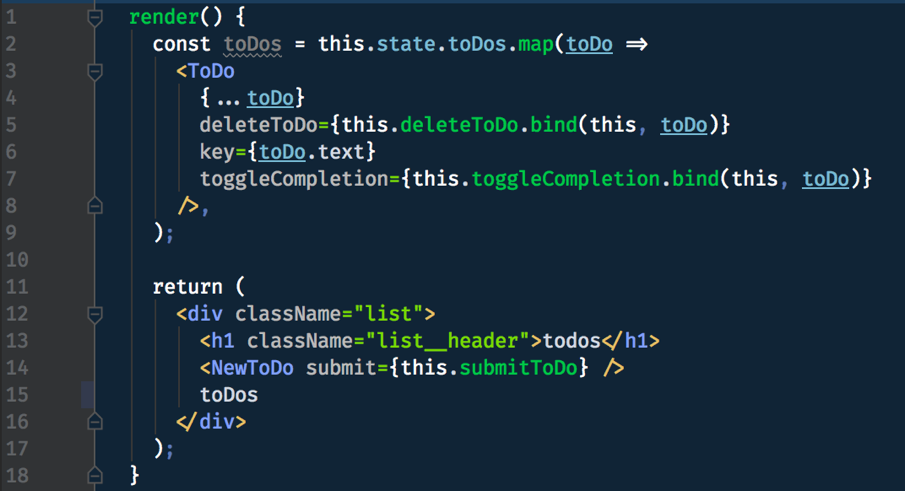 1 render() {
2 const toDos = this.state.toDos.map(toDo =>
3 <ToDo
4 {...toDo}
5 deleteToDo={this.deleteToDo.bind(this, toDo)}
6 key={toDo.text}
7 toggleCompletion={this.toggleCompletion.bind(this, toDo)}
8 />,
9 );
10
11 return (
12 <div className="list">
13 <h1 className="list__header">todos</h1>
14 <NewToDo submit={this.submitToDo} />
15 toDos
16 </div>
17 );
18 }